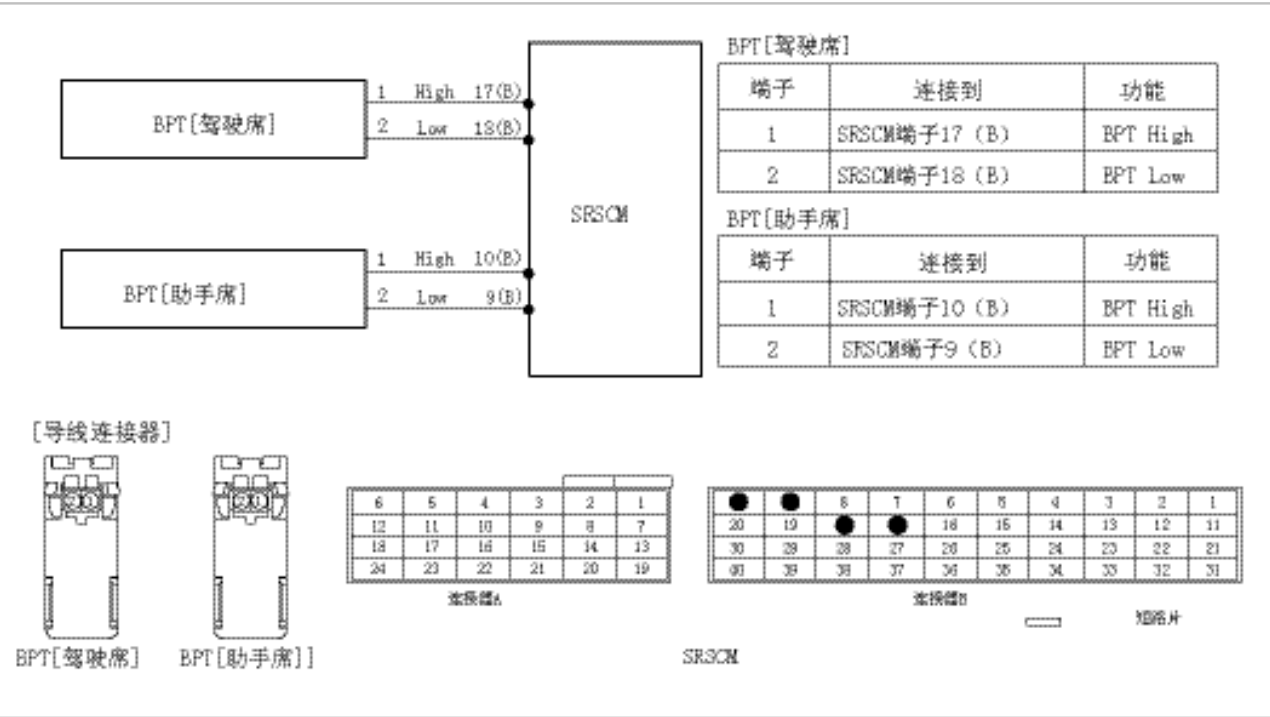 BPT[驾驶席]
1 High 17(B)
2 Low 18(B)
BPT[助手席]
1 High 10(B)
2 Low 9(B)
SRSCM
BPT[驾驶席]
端子 连接到 功能
1 SRSCM端子17（B） BPT High
2 SRSCM端子18（B） BPT Low
BPT[助手席]
端子 连接到 功能
1 SRSCM端子10（B） BPT High
2 SRSCM端子9（B） BPT Low
[导线连接器]
2 1
2 1
BPT[驾驶席]
BPT[助手席]]
6 5 4 3 2 1
12 11 10 9 8 7
18 17 16 15 14 13
24 23 22 21 20 19
连接器A
8 7 6 5 4 3 2 1
20 19 16 15 14 13 12 11
30 29 28 27 26 25 24 23 22 21
40 39 38 37 36 35 34 33 32 31
连接器B
短路片
SRSCM